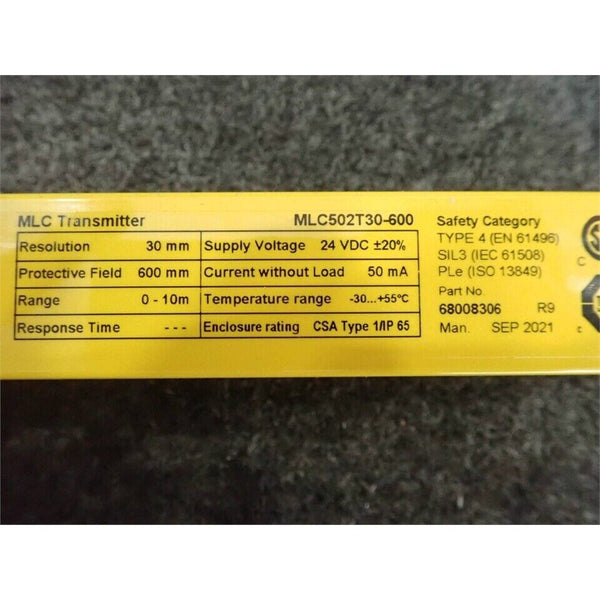 MLC Transmitter MLC502T30-600
Resolution 30 mm Supply Voltage 24 VDC ±20%
Protective Field 600 mm Current without Load 50 mA
Range 0 - 10m Temperature range -30...+55°C
Response Time --- Enclosure rating CSA Type 1/IP 65
Safety Category
TYPE 4 (EN 61496)
SIL3 (IEC 61508)
PLe (ISO 13849)
Part No.
68008306 R9
Man. SEP 2021
C
c